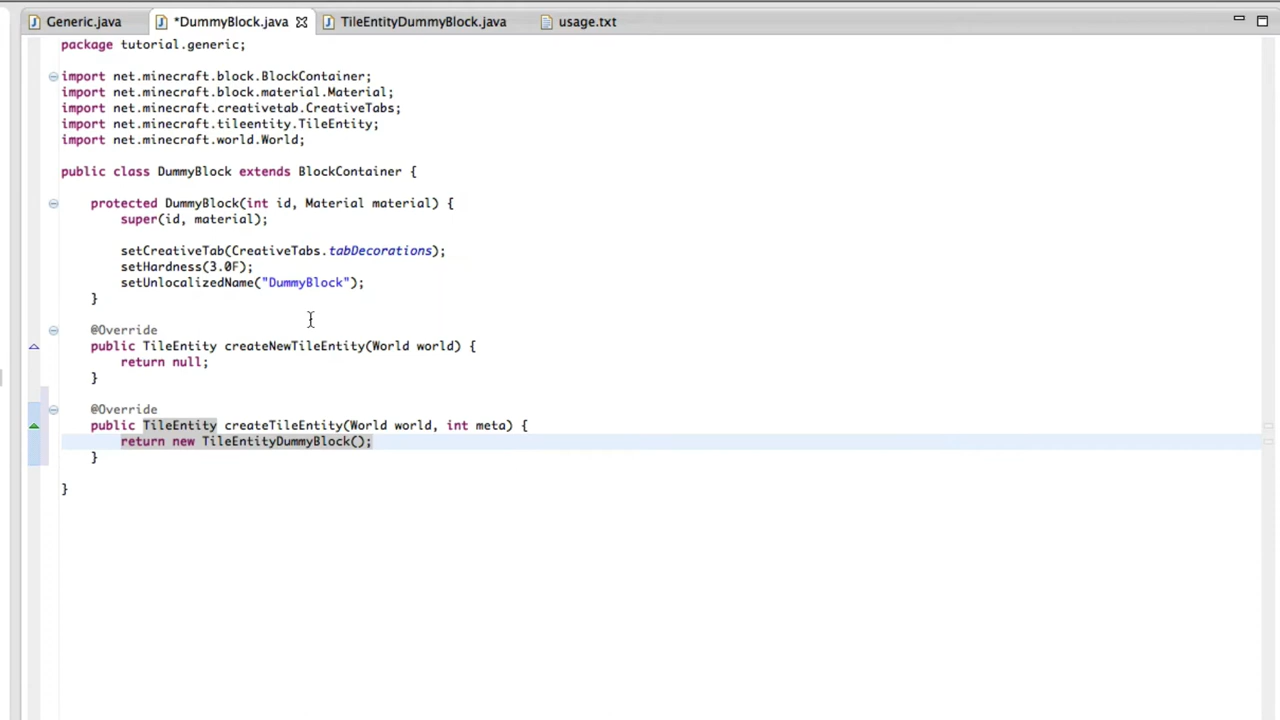 Generic.java *DummyBlock.java TileEntityDummyBlock.java usage.txt
package tutorial.generic;
import net.minecraft.block.BlockContainer;
import net.minecraft.block.material.Material;
import net.minecraft.creativetab.CreativeTabs;
import net.minecraft.tileentity.TileEntity;
import net.minecraft.world.World;
public class DummyBlock extends BlockContainer {
protected DummyBlock(int id, Material material) {
super(id, material);
setCreativeTab(CreativeTabs.tabDecorations);
setHardness(3.0F);
setUnlocalizedName("DummyBlock");
}
@Override
public TileEntity createNewTileEntity(World world) {
return null;
}
@Override
public TileEntity createTileEntity(World world, int meta) {
return new TileEntityDummyBlock();
}
}